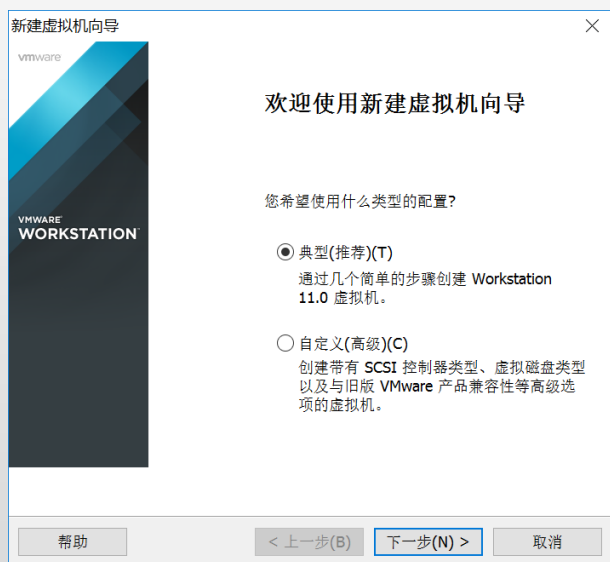 新建虚拟机向导
vmware
欢迎使用新建虚拟机向导
您希望使用什么类型的配置?
VMWARE
WORKSTATION
典型(推荐)(T)
通过几个简单的步骤创建 Workstation
11.0 虚拟机。
自定义(高级)(C)
创建带有 SCSI 控制器类型、虚拟磁盘类型
以及与旧版 VMware 产品兼容性等高级选
项的虚拟机。
帮助
< 上一步(B)
下一步(N) >
取消